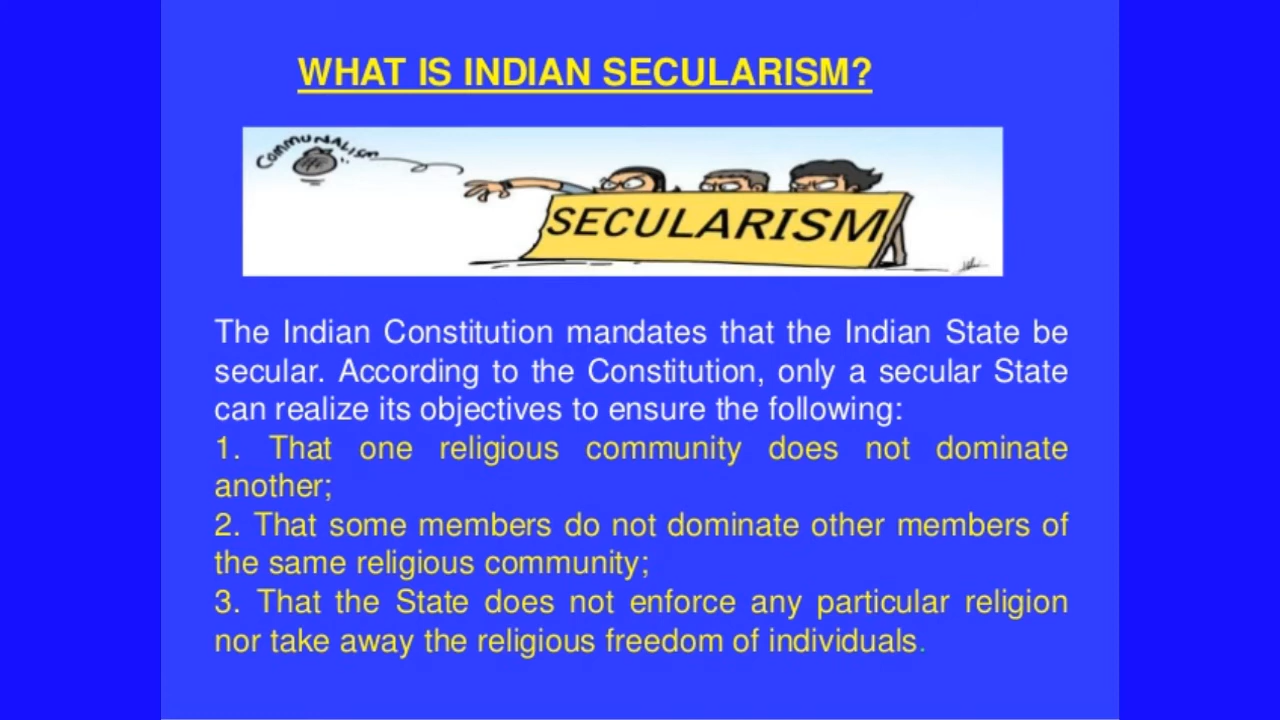 WHAT IS INDIAN SECULARISM?
COMMUNALISM
SECULARISM
The Indian Constitution mandates that the Indian State be
secular. According to the Constitution, only a secular State
can realize its objectives to ensure the following:
1. That one religious community does not dominate
another;
2. That some members do not dominate other members of
the same religious community;
3. That the State does not enforce any particular religion
nor take away the religious freedom of individuals.